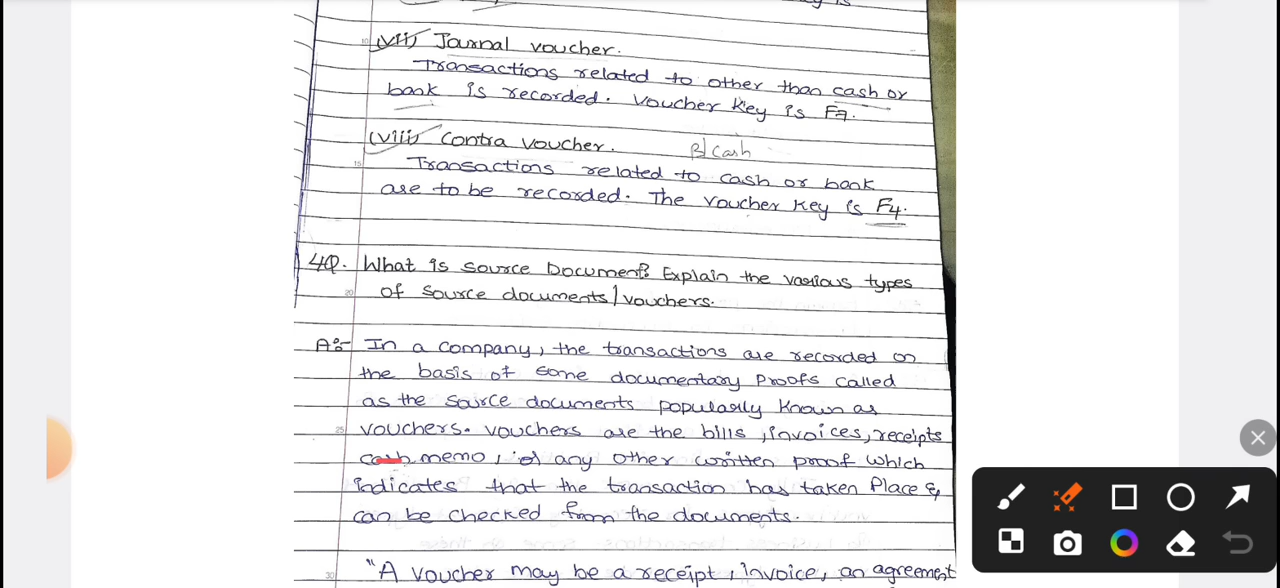 (vii) Journal voucher.
Transactions related to other than cash or
bank is recorded. Voucher key is F7.
(viii) Contra voucher. B/Cash
Transactions related to cash or bank
are to be recorded. The voucher key is F4.
4Q. What is source Document? Explain the various types
of source documents/vouchers.
A:- In a company, the transactions are recorded on
the basis of some documentary proofs called
as the source documents popularly known as
vouchers. Vouchers are the bills, invoices, receipts
cash memo, or any other written proof which
indicates that the transaction has taken place &
can be checked from the documents.
"A voucher may be a receipt, invoice, an agreement